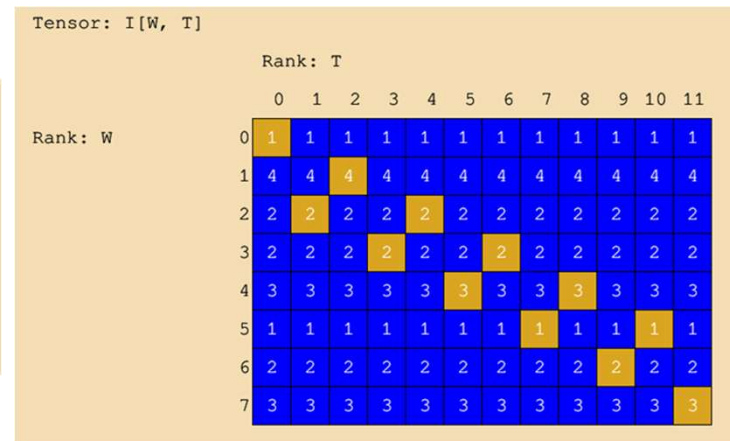 Tensor: I[W, T]
Rank: T
0 1 2 3 4 5 6 7 8 9 10 11
Rank: W 0 1 1 1 1 1 1 1 1 1 1 1 1
1 4 4 4 4 4 4 4 4 4 4 4 4
2 2 2 2 2 2 2 2 2 2 2 2 2
3 2 2 2 2 2 2 2 2 2 2 2 2
4 3 3 3 3 3 3 3 3 3 3 3 3
5 1 1 1 1 1 1 1 1 1 1 1 1
6 2 2 2 2 2 2 2 2 2 2 2 2
7 3 3 3 3 3 3 3 3 3 3 3 3